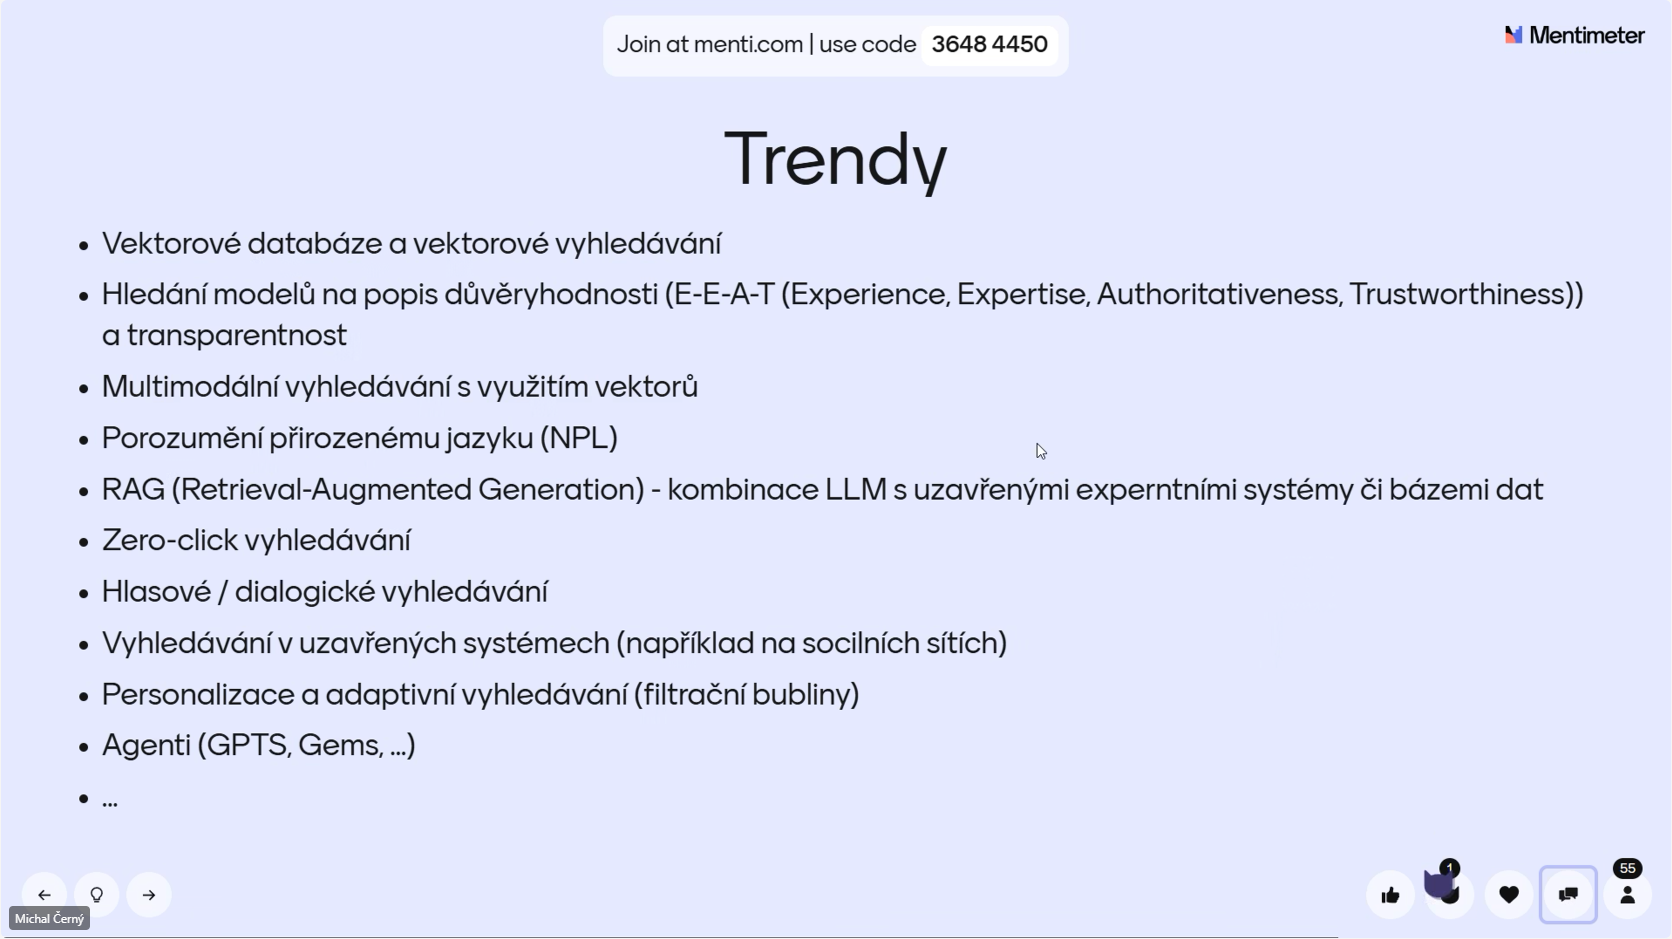 Join at menti.com | use code 3648 4450
Mentimeter
Trendy
• Vektorové databáze a vektorové vyhledávání
• Hledání modelů na popis důvěryhodnosti (E-E-A-T (Experience, Expertise, Authoritativeness, Trustworthiness))
a transparentnost
• Multimodální vyhledávání s využitím vektorů
• Porozumění přirozenému jazyku (NPL)
• RAG (Retrieval-Augmented Generation) - kombinace LLM s uzavřenými experntními systémy či bázemi dat
• Zero-click vyhledávání
• Hlasové / dialogické vyhledávání
• Vyhledávání v uzavřených systémech (například na socilních sítích)
• Personalizace a adaptivní vyhledávání (filtrační bubliny)
• Agenti (GPTS, Gems, ...)
• ...
1
55
Michal Černý